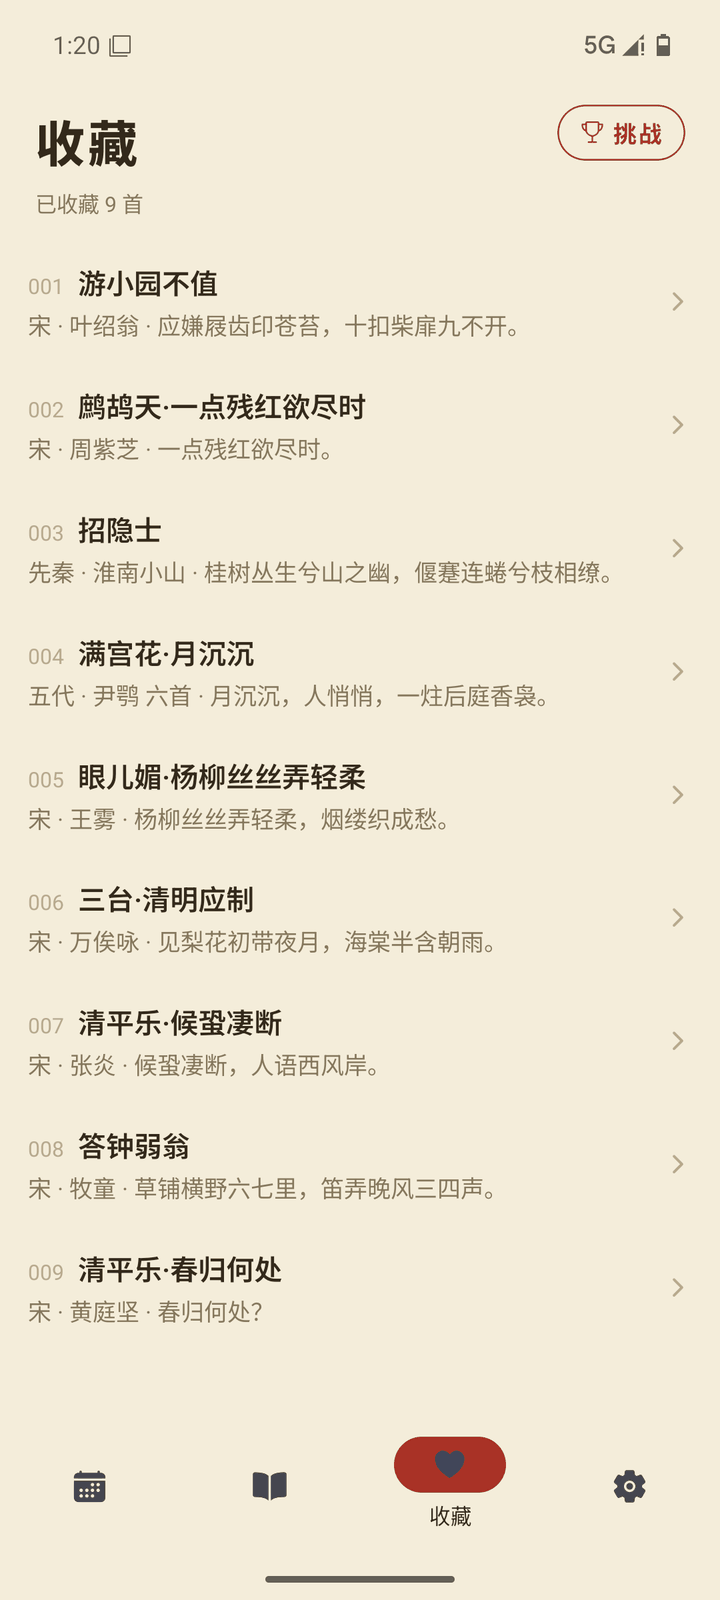 1:20
5G
收藏
挑战
已收藏 9 首
001 游小园不值
宋 · 叶绍翁 · 应嫌屐齿印苍苔，十扣柴扉九不开。
002 鹧鸪天·一点残红欲尽时
宋 · 周紫芝 · 一点残红欲尽时。
003 招隐士
先秦 · 淮南小山 · 桂树丛生兮山之幽，偃蹇连蜷兮枝相缭。
004 满宫花·月沉沉
五代 · 尹鹗 六首 · 月沉沉，人悄悄，一炷后庭香袅。
005 眼儿媚·杨柳丝丝弄轻柔
宋 · 王雾 · 杨柳丝丝弄轻柔，烟缕织成愁。
006 三台·清明应制
宋 · 万俟咏 · 见梨花初带夜月，海棠半含朝雨。
007 清平乐·候蛩凄断
宋 · 张炎 · 候蛩凄断，人语西风岸。
008 答钟弱翁
宋 · 牧童 · 草铺横野六七里，笛弄晚风三四声。
009 清平乐·春归何处
宋 · 黄庭坚 · 春归何处？
收藏